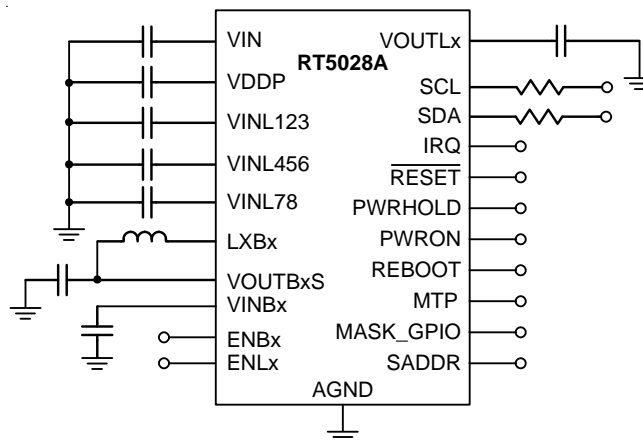 VIN
VDDP
VINL123
VINL456
VINL78
LXBx
VOUTBxS
VINBx
ENBx
ENLx
RT5028A
VOUTLx
SCL
SDA
IRQ
RESET
PWRHOLD
PWRON
REBOOT
MTP
MASK_GPIO
SADDR
AGND